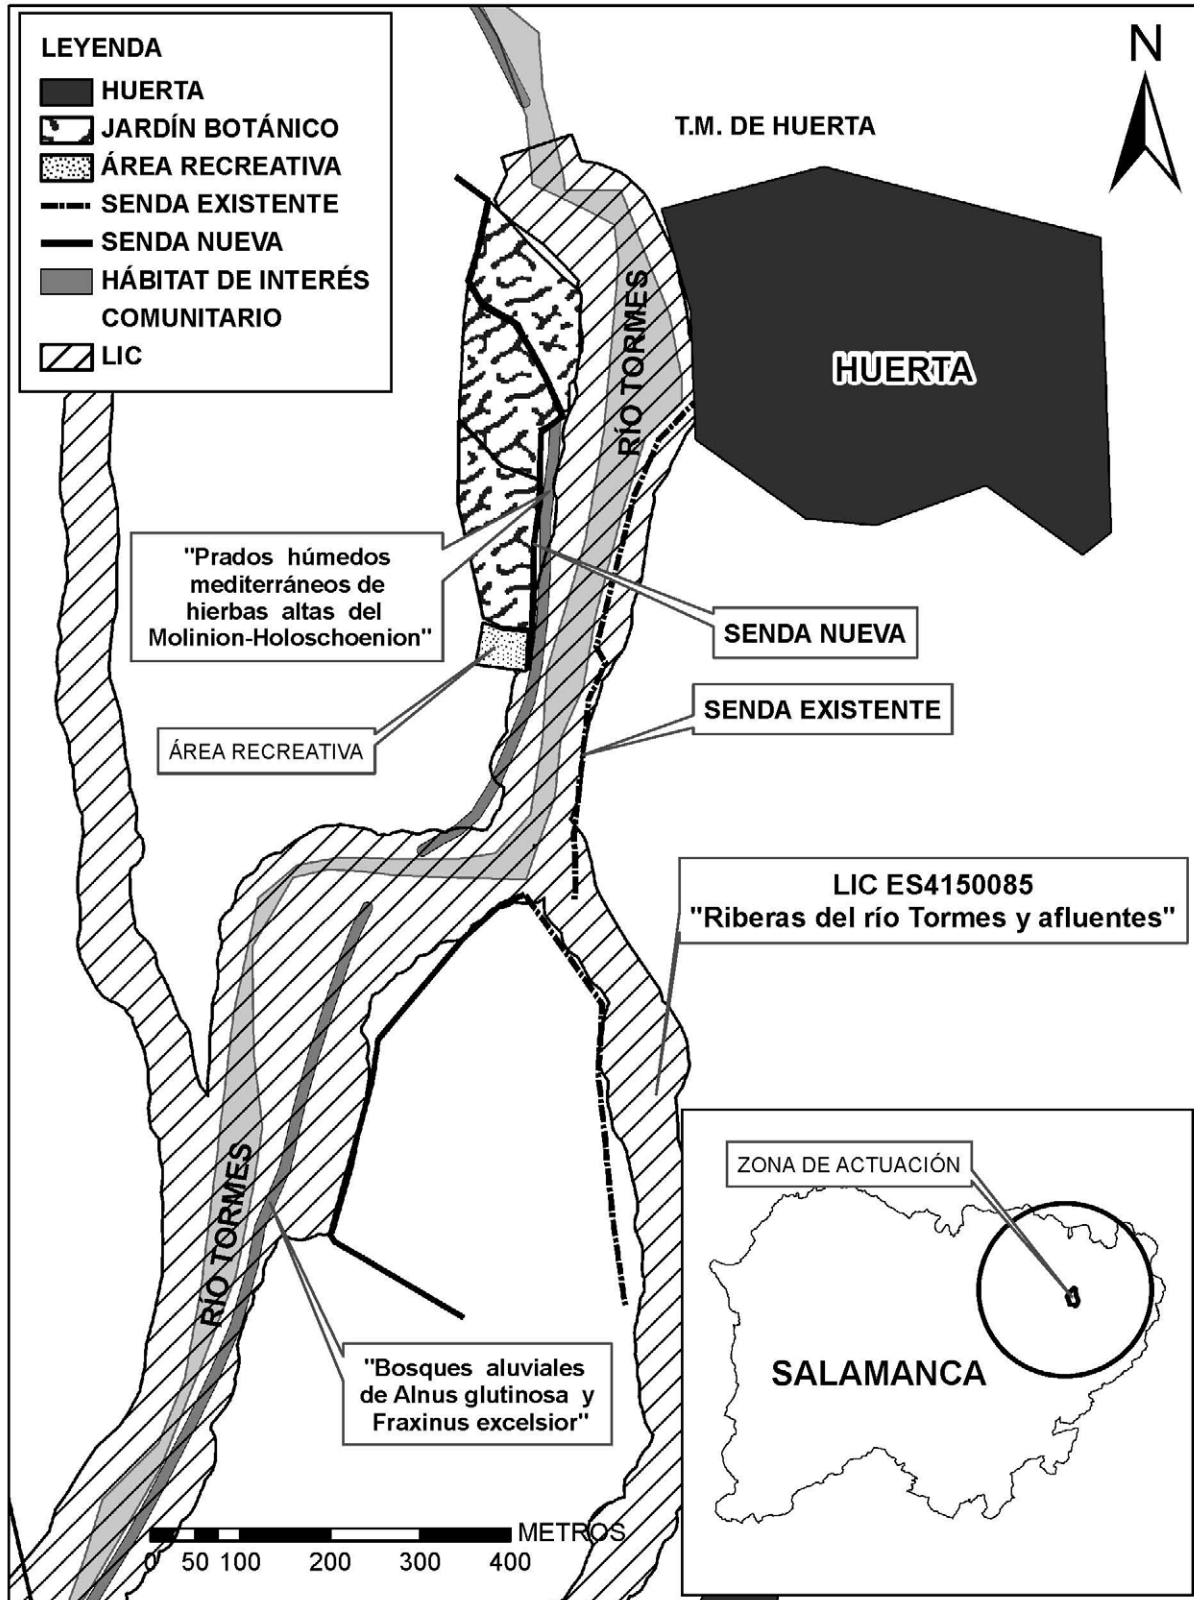 LEYENDA
HUERTA
JARDÍN BOTÁNICO
ÁREA RECREATIVA
SENDA EXISTENTE
SENDA NUEVA
HÁBITAT DE INTERÉS
COMUNITARIO
LIC
N
T.M. DE HUERTA
HUERTA
RÍO TORMES
"Prados húmedos
mediterráneos de
hierbas altas del
Molinion-Holoschoenion"
SENDA NUEVA
SENDA EXISTENTE
ÁREA RECREATIVA
LIC ES4150085
"Riberas del río Tormes y afluentes"
ZONA DE ACTUACIÓN
SALAMANCA
RÍO TORMES
"Bosques aluviales
de Alnus glutinosa y
Fraxinus excelsior"
METROS
0 50 100 200 300 400